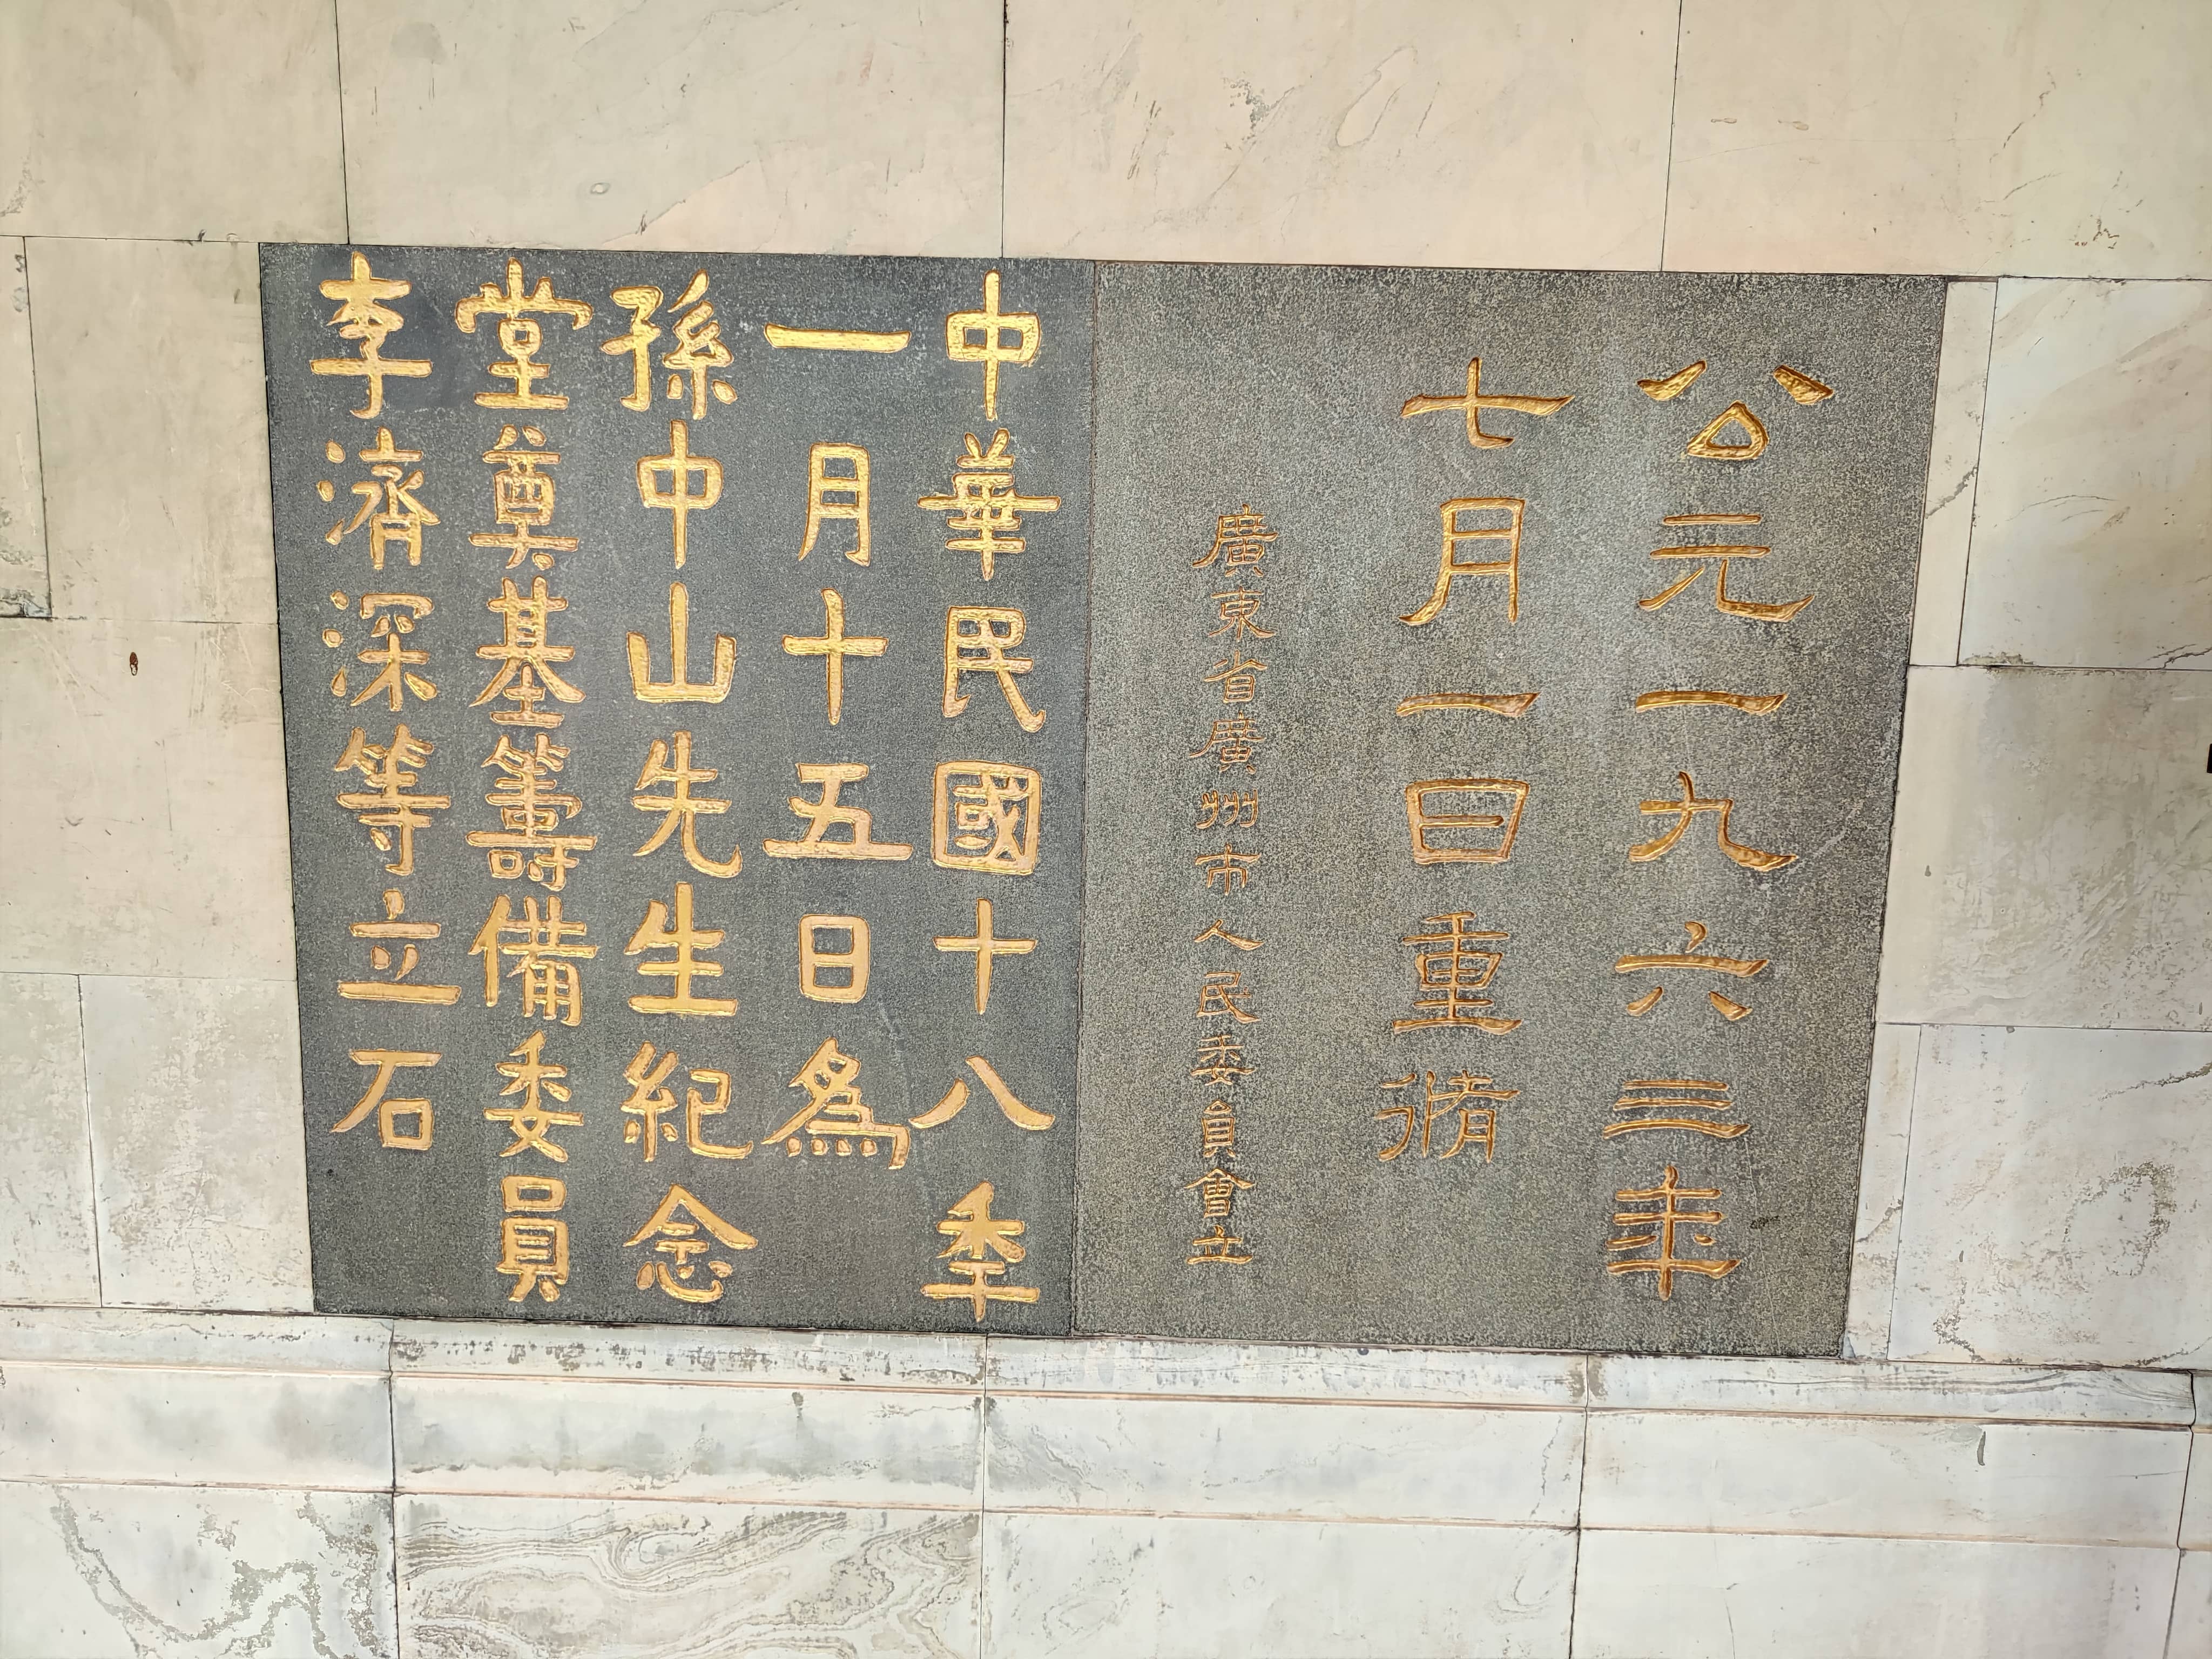 公元一九六三年
七月一日重脩
廣東省廣州市人民委員會立
中華民國十八季
一月十五日為
孫中山先生紀念
堂奠基籌備委員
李濟深等立石